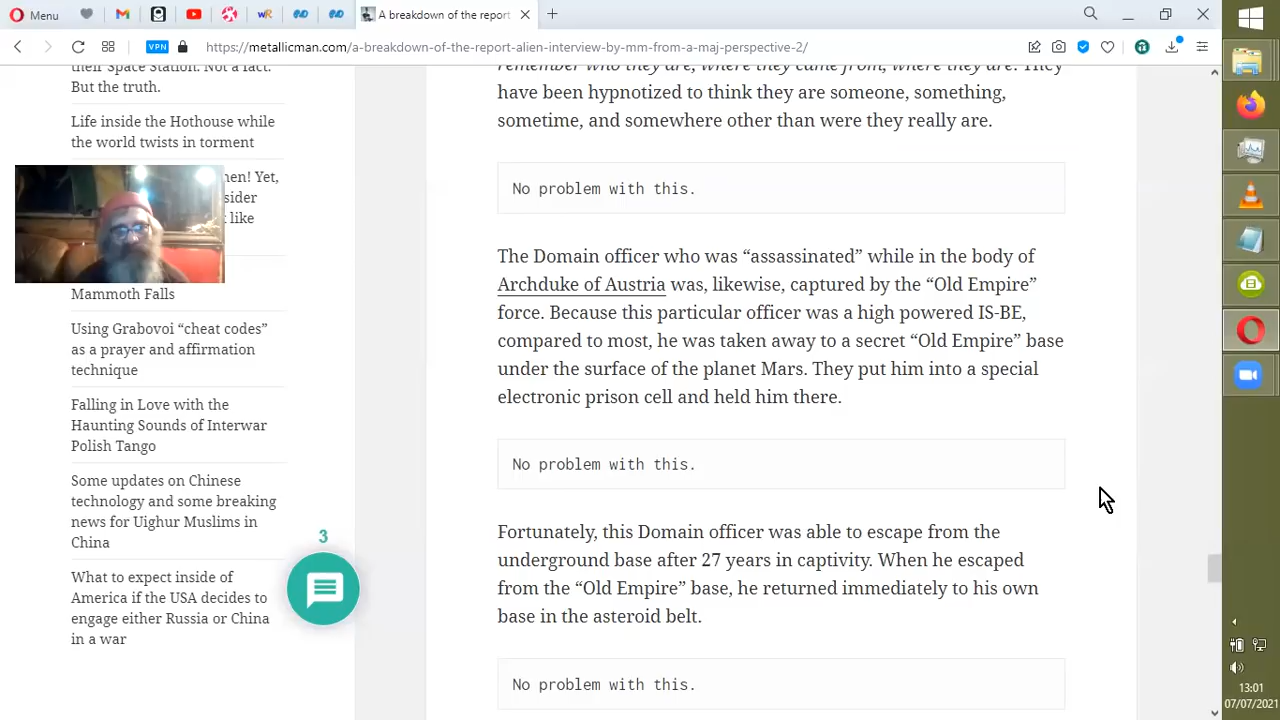 Menu
A breakdown of the report
VPN
https://metallicman.com/a-breakdown-of-the-report-alien-interview-by-mm-from-a-maj-perspective-2/
their Space Station. Not a fact.
But the truth.
Life inside the Hothouse while
the world twists in torment
nen! Yet,
sider
like
Mammoth Falls
Using Grabovoi “cheat codes”
as a prayer and affirmation
technique
Falling in Love with the
Haunting Sounds of Interwar
Polish Tango
Some updates on Chinese
technology and some breaking
news for Uighur Muslims in
China
What to expect inside of
America if the USA decides to
engage either Russia or China
in a war
3
remember who they are, where they came from, where they are. They
have been hypnotized to think they are someone, something,
sometime, and somewhere other than were they really are.
No problem with this.
The Domain officer who was “assassinated” while in the body of
Archduke of Austria was, likewise, captured by the “Old Empire”
force. Because this particular officer was a high powered IS-BE,
compared to most, he was taken away to a secret “Old Empire” base
under the surface of the planet Mars. They put him into a special
electronic prison cell and held him there.
No problem with this.
Fortunately, this Domain officer was able to escape from the
underground base after 27 years in captivity. When he escaped
from the “Old Empire” base, he returned immediately to his own
base in the asteroid belt.
No problem with this.
13:01
07/07/2021